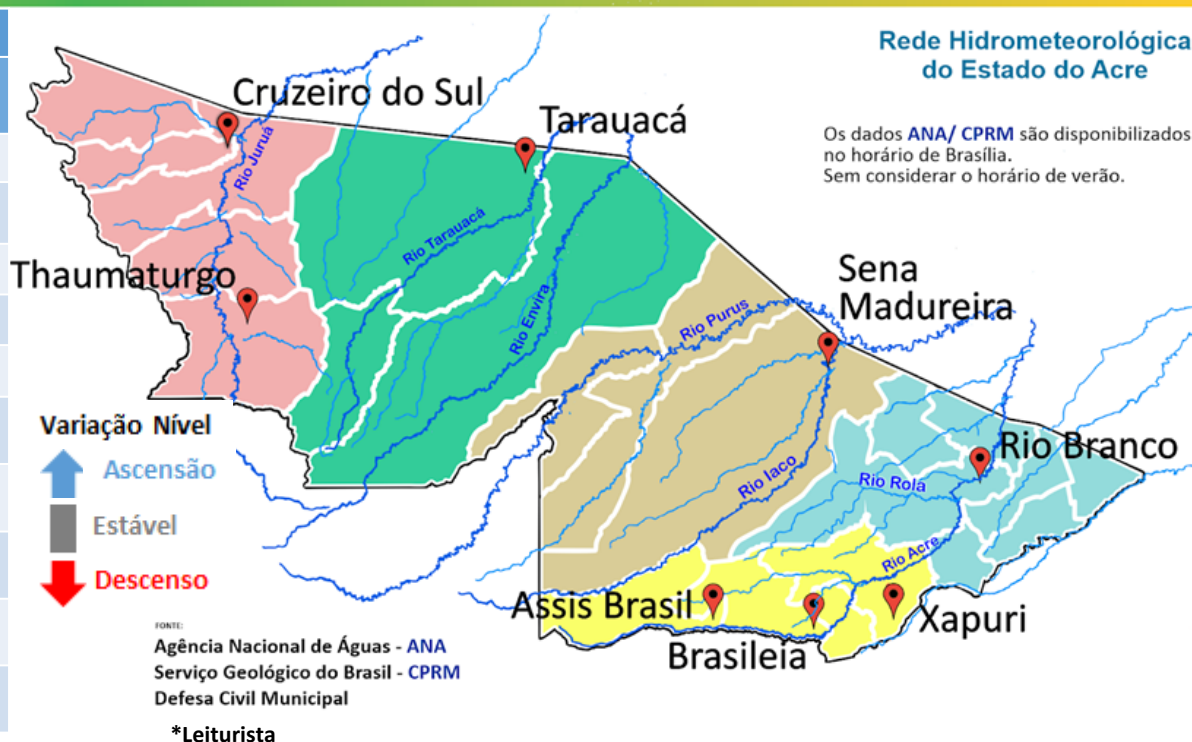 Rede Hidrometeorológica
do Estado do Acre
Os dados ANA/ CPRM são disponibilizados
no horário de Brasília.
Sem considerar o horário de verão.
Cruzeiro do Sul
Tarauacá
Rio Juruá
Rio Tarauacá
Thaumaturgo
Rio Envira
Sena
Madureira
Rio Purus
Rio Branco
Rio Iaco
Rio Rola
Rio Acre
Assis Brasil
Xapuri
Brasileia
Variação Nível
Ascensão
Estável
Descenso
FONTE:
Agência Nacional de Águas - ANA
Serviço Geológico do Brasil - CPRM
Defesa Civil Municipal
*Leiturista